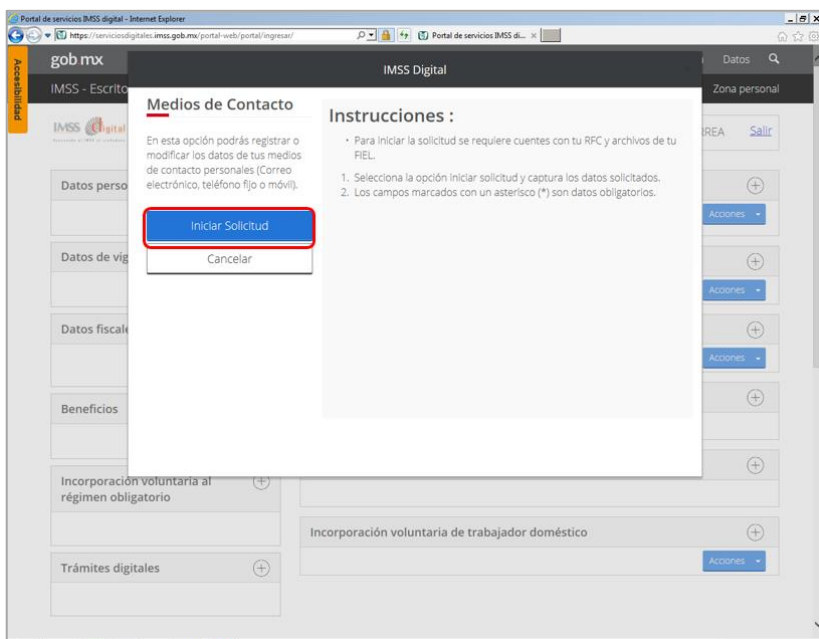 Portal de servicios IMSS digital - Internet Explorer
https://serviciosdigitales.imss.gob.mx/portal-web/portal/ingresar/
Portal de servicios IMSS di...
Accesibilidad
gob mx
Datos
IMSS - Escrito
Zona personal
IMSS Digital
IMSS Digital
RREA
Salir
Medios de Contacto
En esta opción podrás registrar o
modificar los datos de tus medios
de contacto personales (Correo
electrónico, teléfono fijo o móvil).
Iniciar Solicitud
Cancelar
Instrucciones :
• Para iniciar la solicitud se requiere cuentes con tu RFC y archivos de tu
FIEL.
1. Selecciona la opción Iniciar solicitud y captura los datos solicitados.
2. Los campos marcados con un asterisco (*) son datos obligatorios.
Datos perso
Acciones
Datos de vig
Acciones
Datos fiscale
Acciones
Beneficios
Incorporación voluntaria al
régimen obligatorio
Incorporación voluntaria de trabajador doméstico
Acciones
Trámites digitales